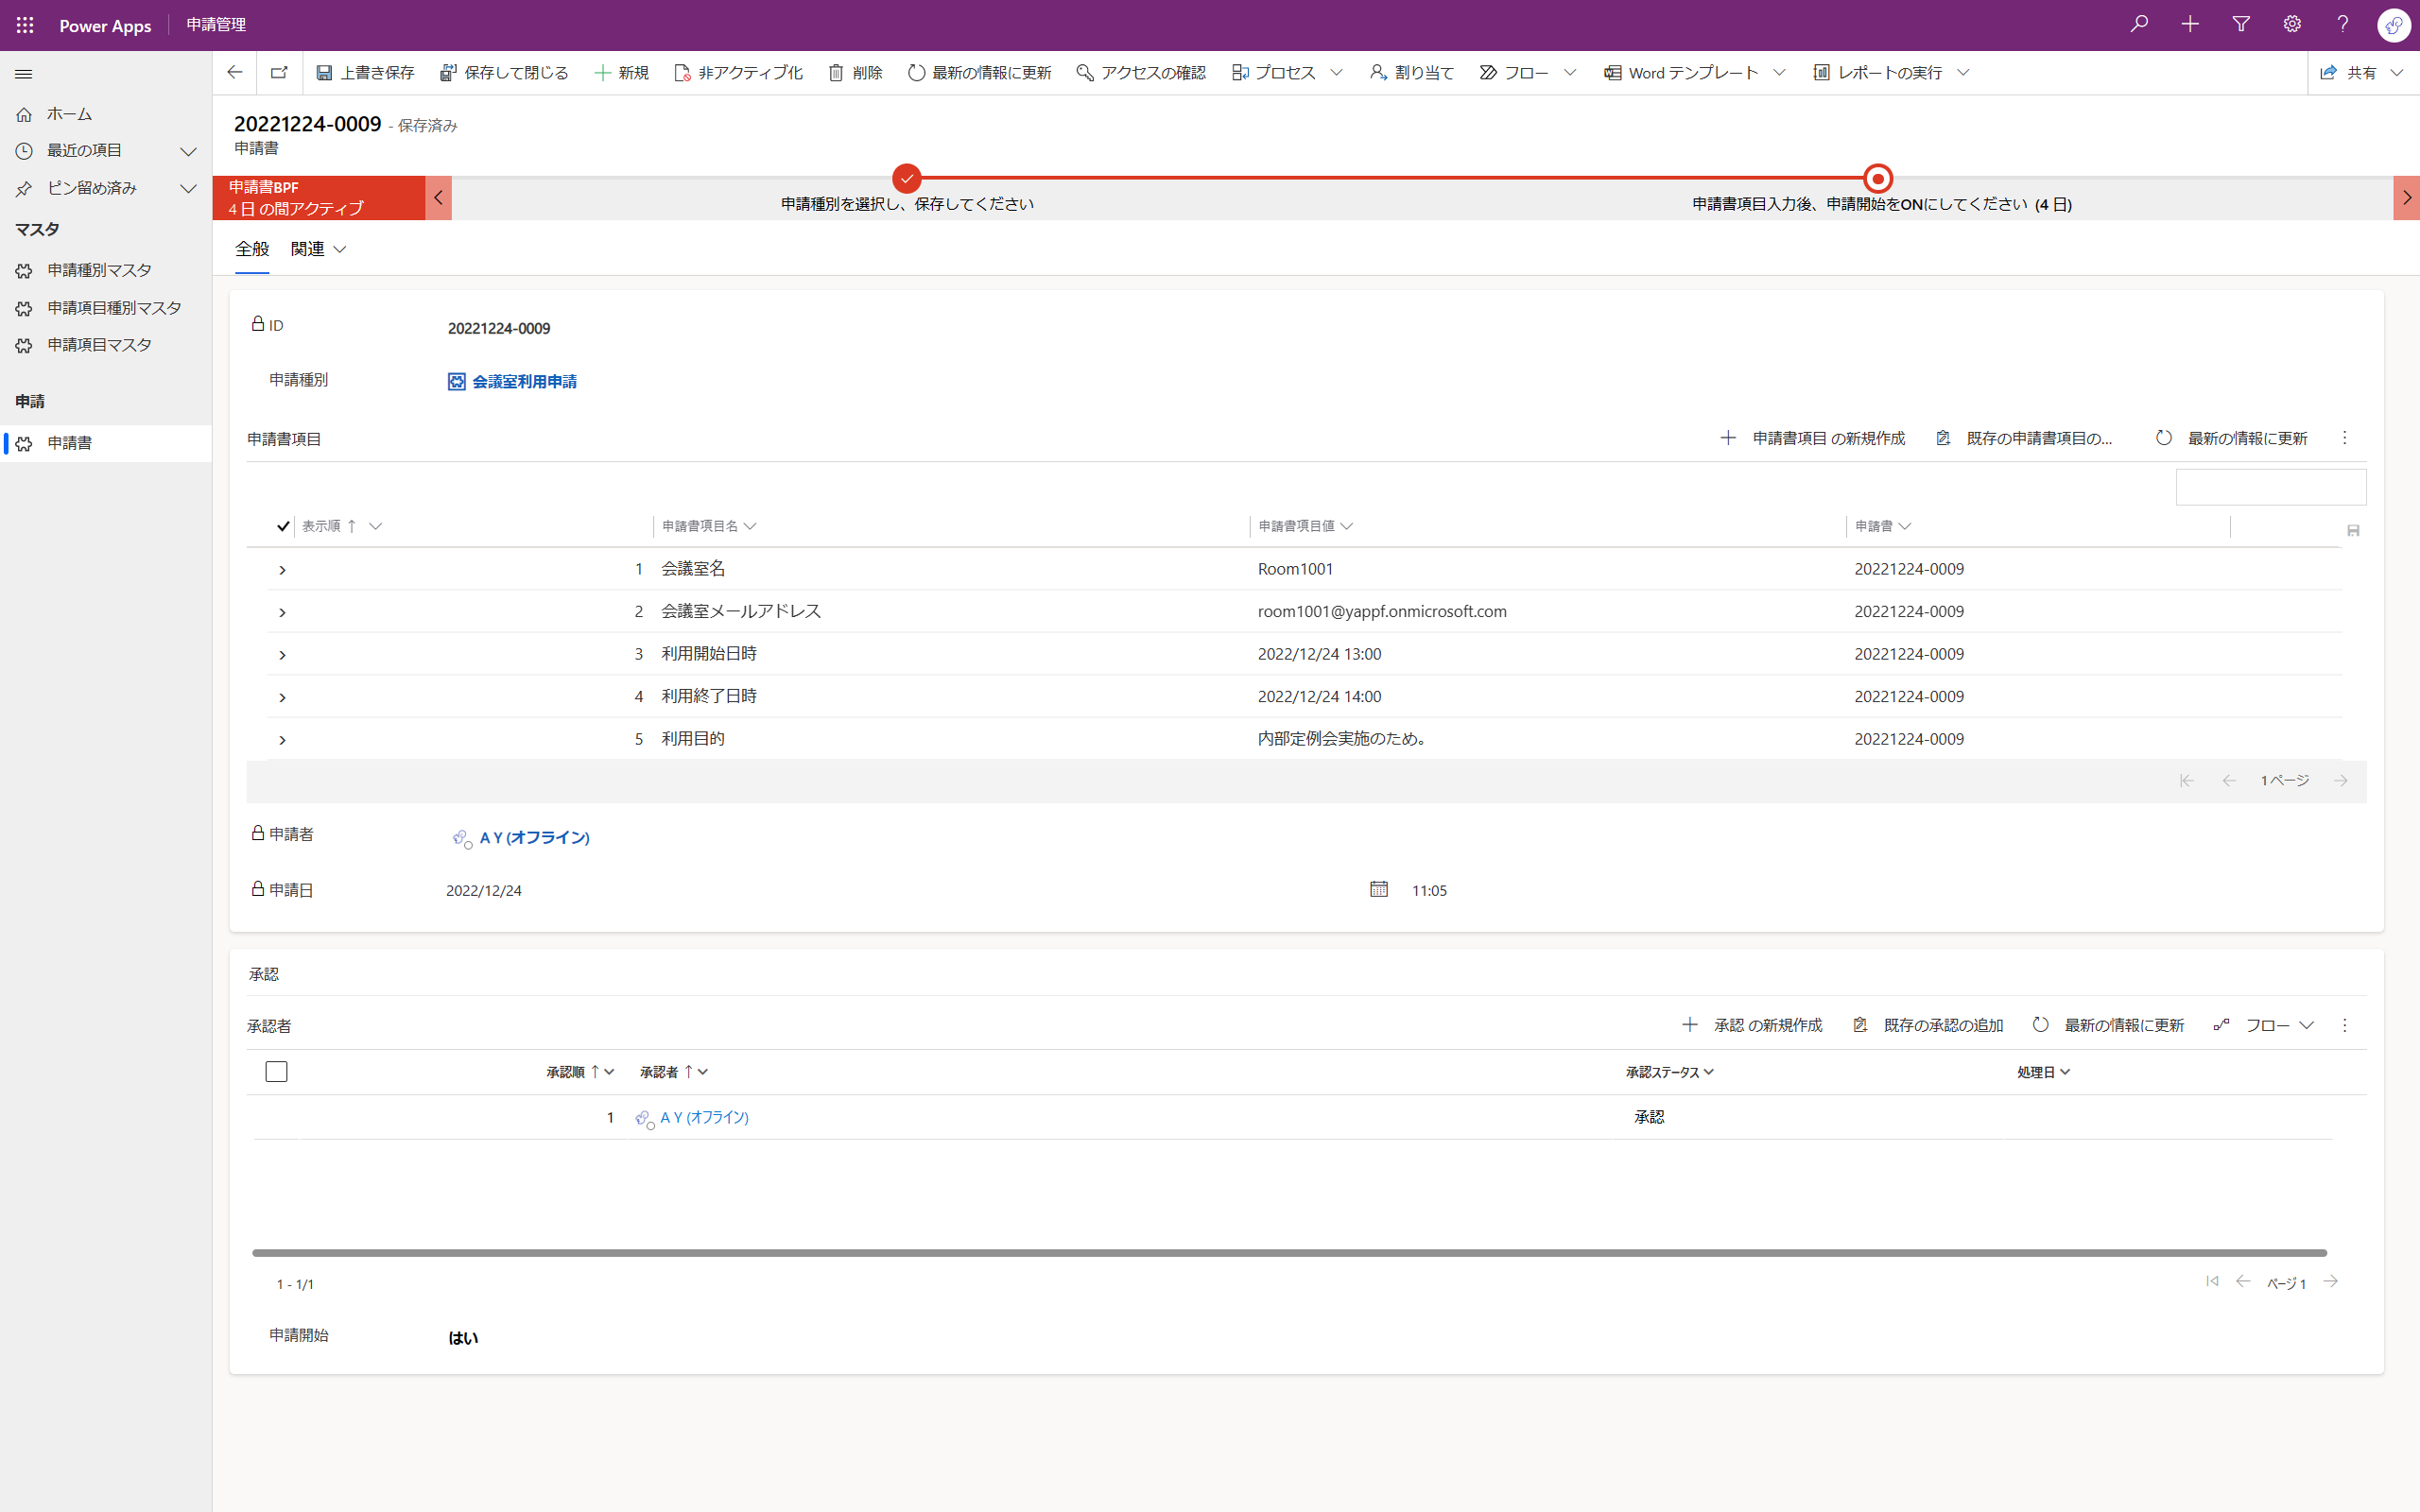 Power Apps 申請管理
上書き保存 保存して閉じる 新規 非アクティブ化 削除 最新の情報に更新 アクセスの確認 プロセス 割り当て フロー Word テンプレート レポートの実行 共有
ホーム
最近の項目
ピン留め済み
マスタ
申請種別マスタ
申請項目種別マスタ
申請項目マスタ
申請
申請書
20221224-0009 - 保存済み
申請書
申請書BPF
4 日 の間アクティブ
申請種別を選択し、保存してください
申請書項目入力後、申請開始をONにしてください (4 日)
全般 関連
ID 20221224-0009
申請種別 会議室利用申請
申請書項目 申請書項目 の新規作成 既存の申請書項目の... 最新の情報に更新
表示順 ↑ 申請書項目名 申請書項目値 申請書
1 会議室名 Room1001 20221224-0009
2 会議室メールアドレス room1001@yappf.onmicrosoft.com 20221224-0009
3 利用開始日時 2022/12/24 13:00 20221224-0009
4 利用終了日時 2022/12/24 14:00 20221224-0009
5 利用目的 内部定例会実施のため。 20221224-0009
1 ページ
申請者 A Y (オフライン)
申請日 2022/12/24 11:05
承認
承認者 承認 の新規作成 既存の承認の追加 最新の情報に更新 フロー
承認順 ↑ 承認者 ↑ 承認ステータス 処理日
1 A Y (オフライン) 承認
1 - 1/1 ページ 1
申請開始 はい